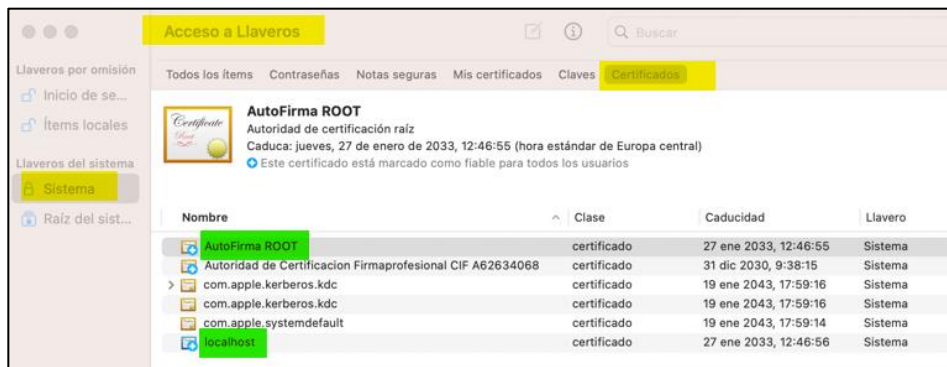 Acceso a Llaveros
Buscar
Llaveros por omisión
Inicio de se...
Ítems locales
Llaveros del sistema
Sistema
Raíz del sist...
Todos los ítems Contraseñas Notas seguras Mis certificados Claves Certificados
Certificate
Root
AutoFirma ROOT
Autoridad de certificación raíz
Caduca: jueves, 27 de enero de 2033, 12:46:55 (hora estándar de Europa central)
Este certificado está marcado como fiable para todos los usuarios
Nombre Clase Caducidad Llavero
AutoFirma ROOT certificado 27 ene 2033, 12:46:55 Sistema
Autoridad de Certificacion Firmaprofesional CIF A62634068 certificado 31 dic 2030, 9:38:15 Sistema
com.apple.kerberos.kdc certificado 19 ene 2043, 17:59:16 Sistema
com.apple.kerberos.kdc certificado 19 ene 2043, 17:59:16 Sistema
com.apple.systemdefault certificado 19 ene 2043, 17:59:14 Sistema
localhost certificado 27 ene 2033, 12:46:56 Sistema